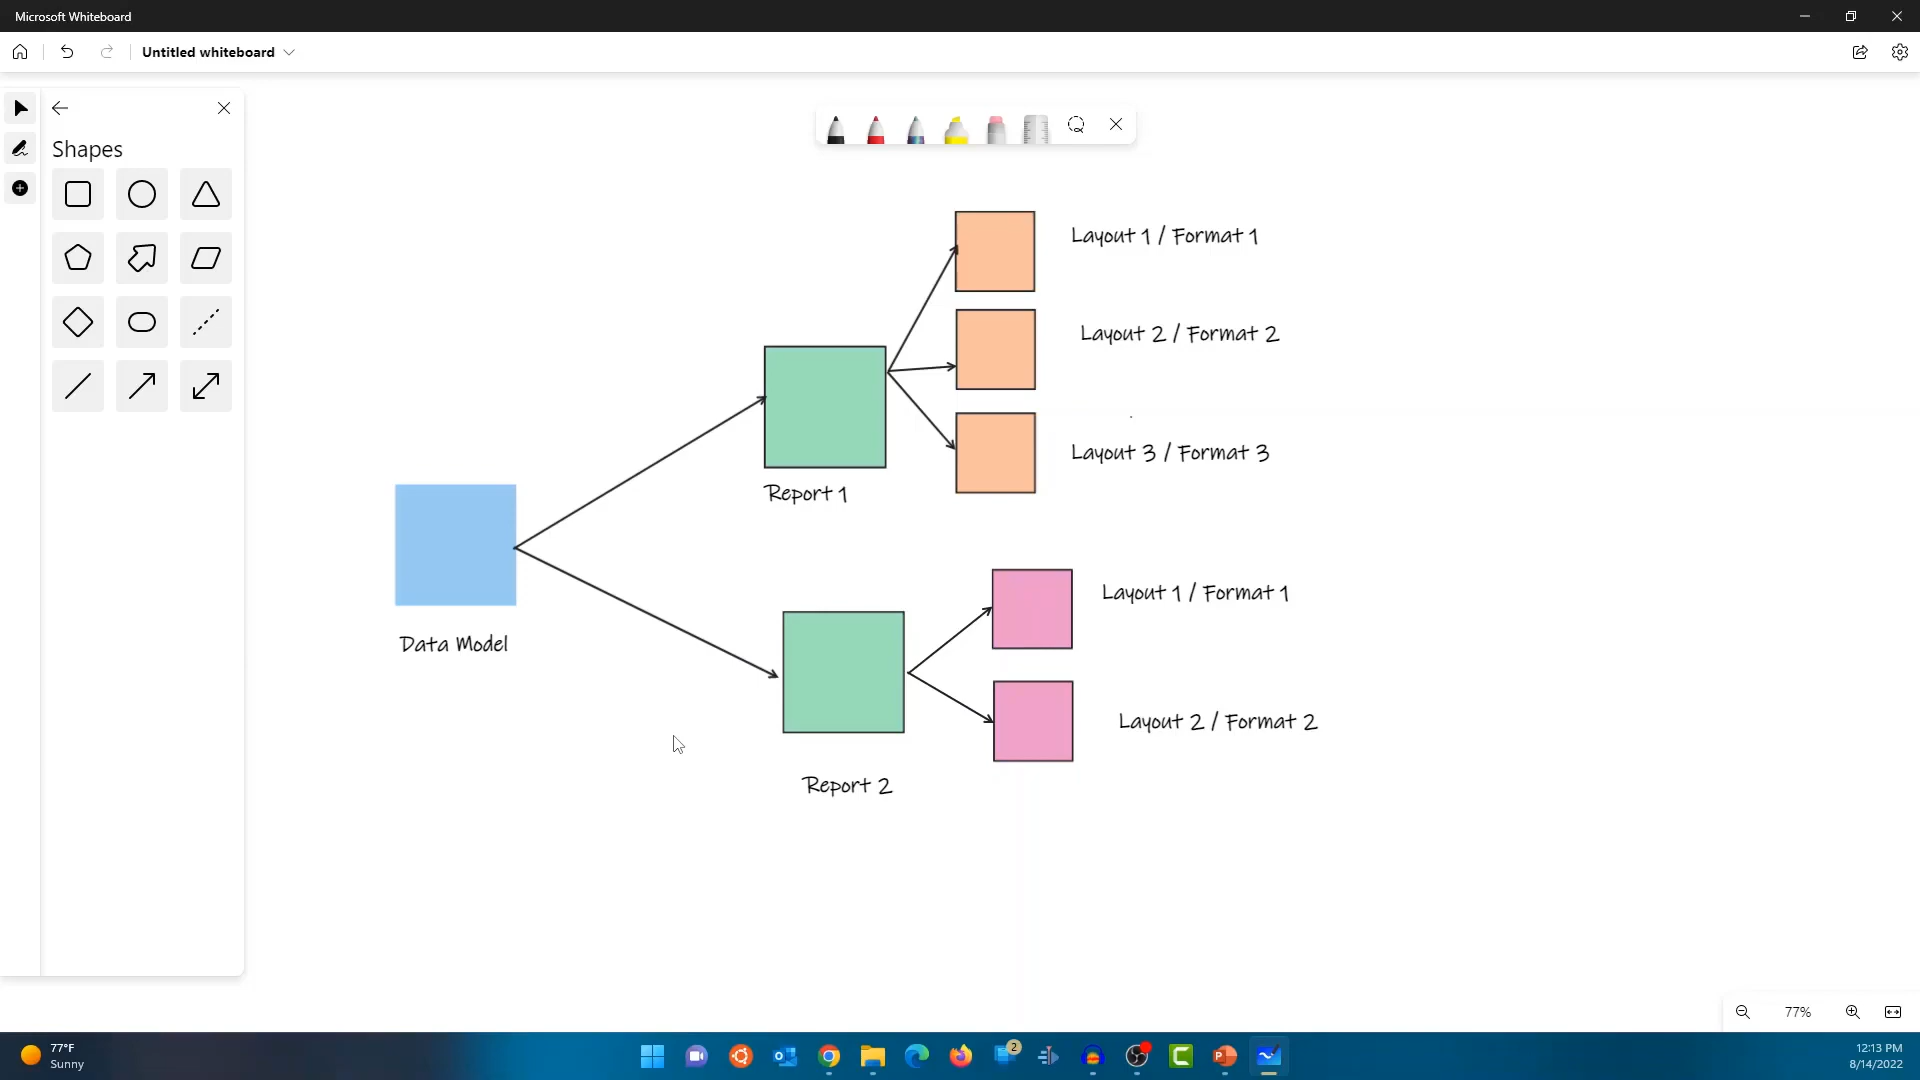 Microsoft Whiteboard
Untitled whiteboard
Shapes
Layout 1 / Format 1
Layout 2 / Format 2
Layout 3 / Format 3
Report 1
Data Model
Layout 1 / Format 1
Layout 2 / Format 2
Report 2
77%
77°F
Sunny
2
12:13 PM
8/14/2022